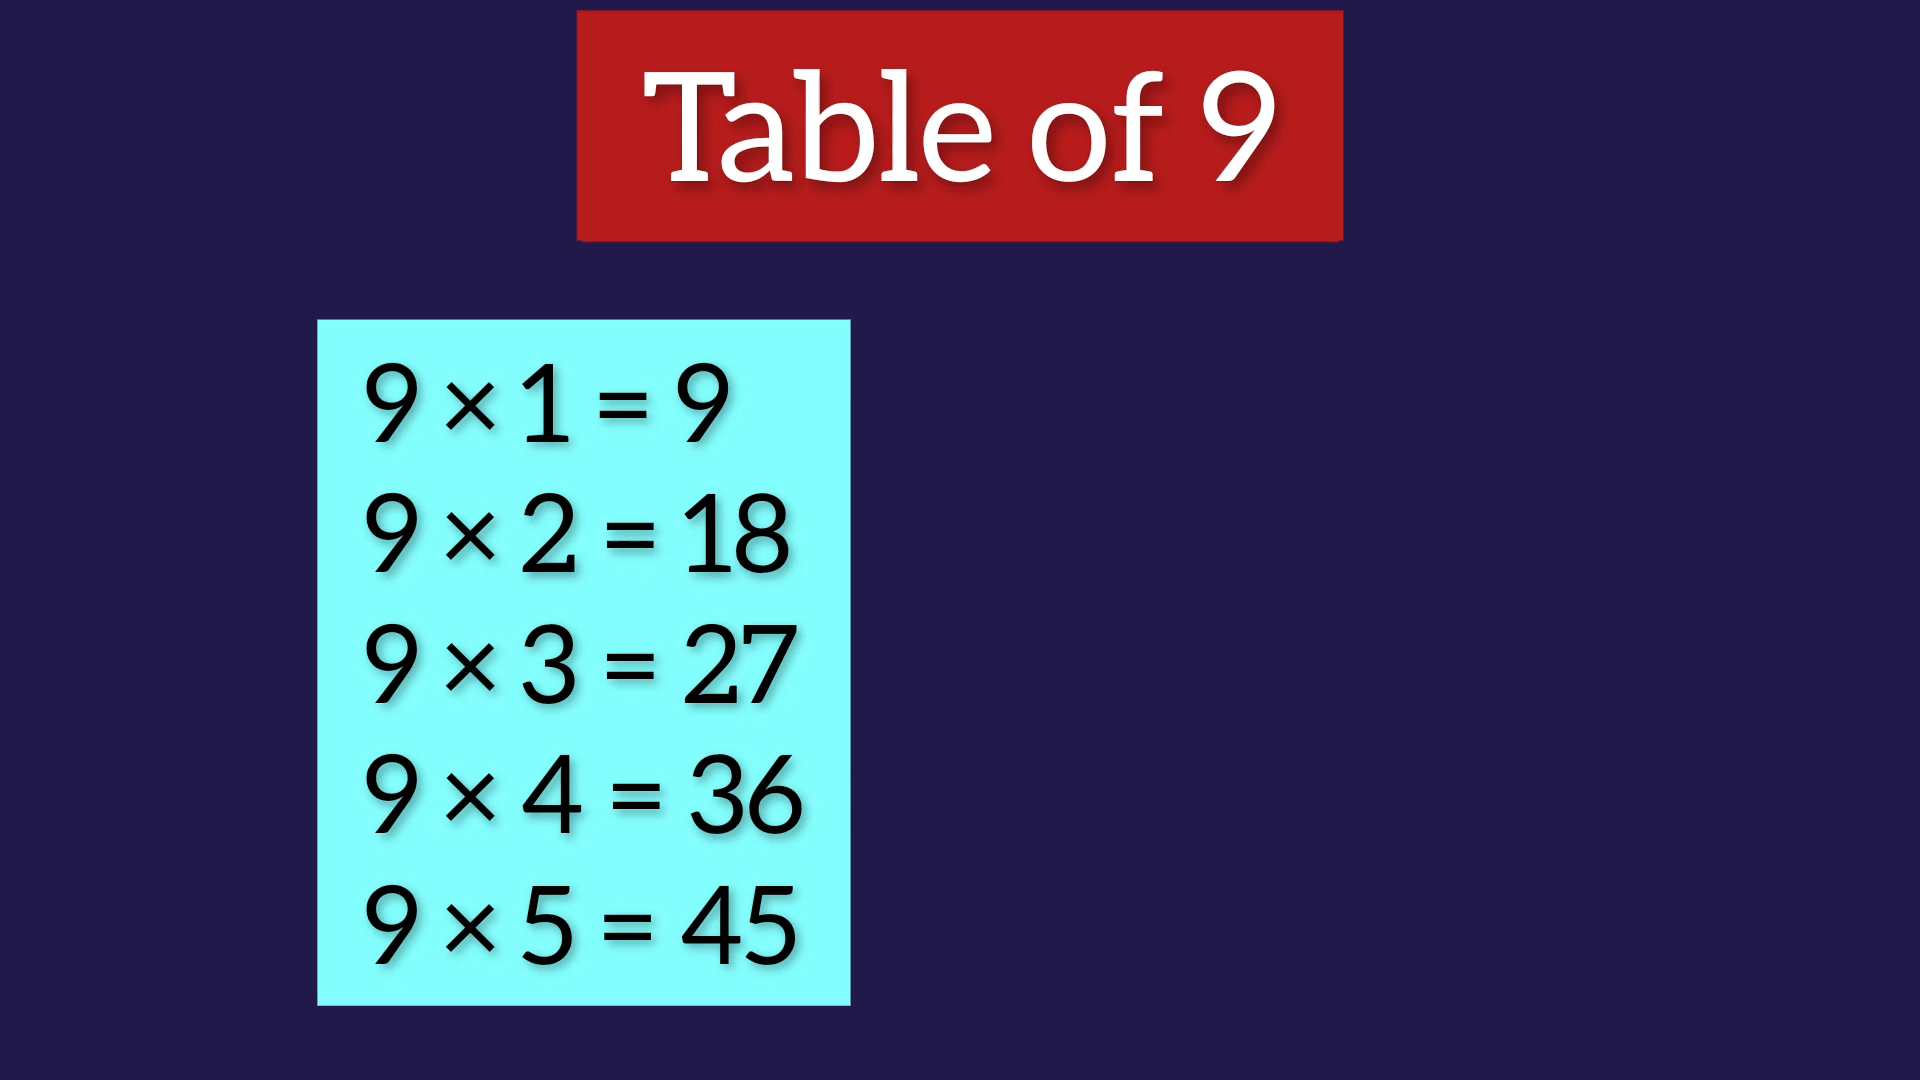 Table of 9
9 × 1 = 9
9 × 2 = 18
9 × 3 = 27
9 × 4 = 36
9 × 5 = 45